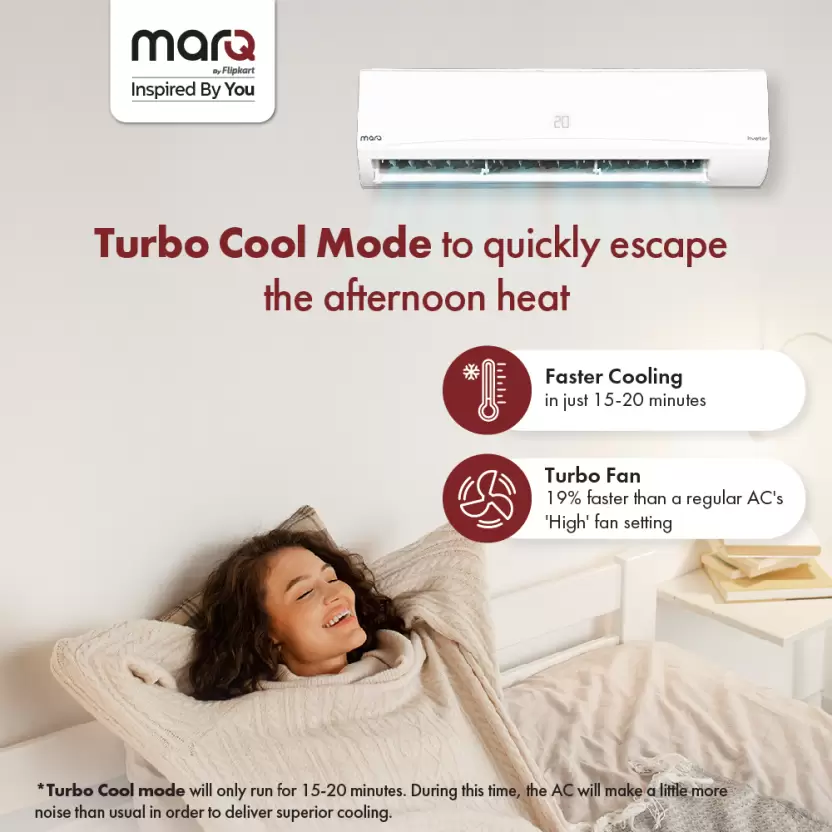 marQ
By Flipkart
Inspired By You
20
marQ
Inverter
Turbo Cool Mode to quickly escape
the afternoon heat
Faster Cooling
in just 15-20 minutes
Turbo Fan
19% faster than a regular AC's
'High' fan setting
*Turbo Cool mode will only run for 15-20 minutes. During this time, the AC will make a little more
noise than usual in order to deliver superior cooling.